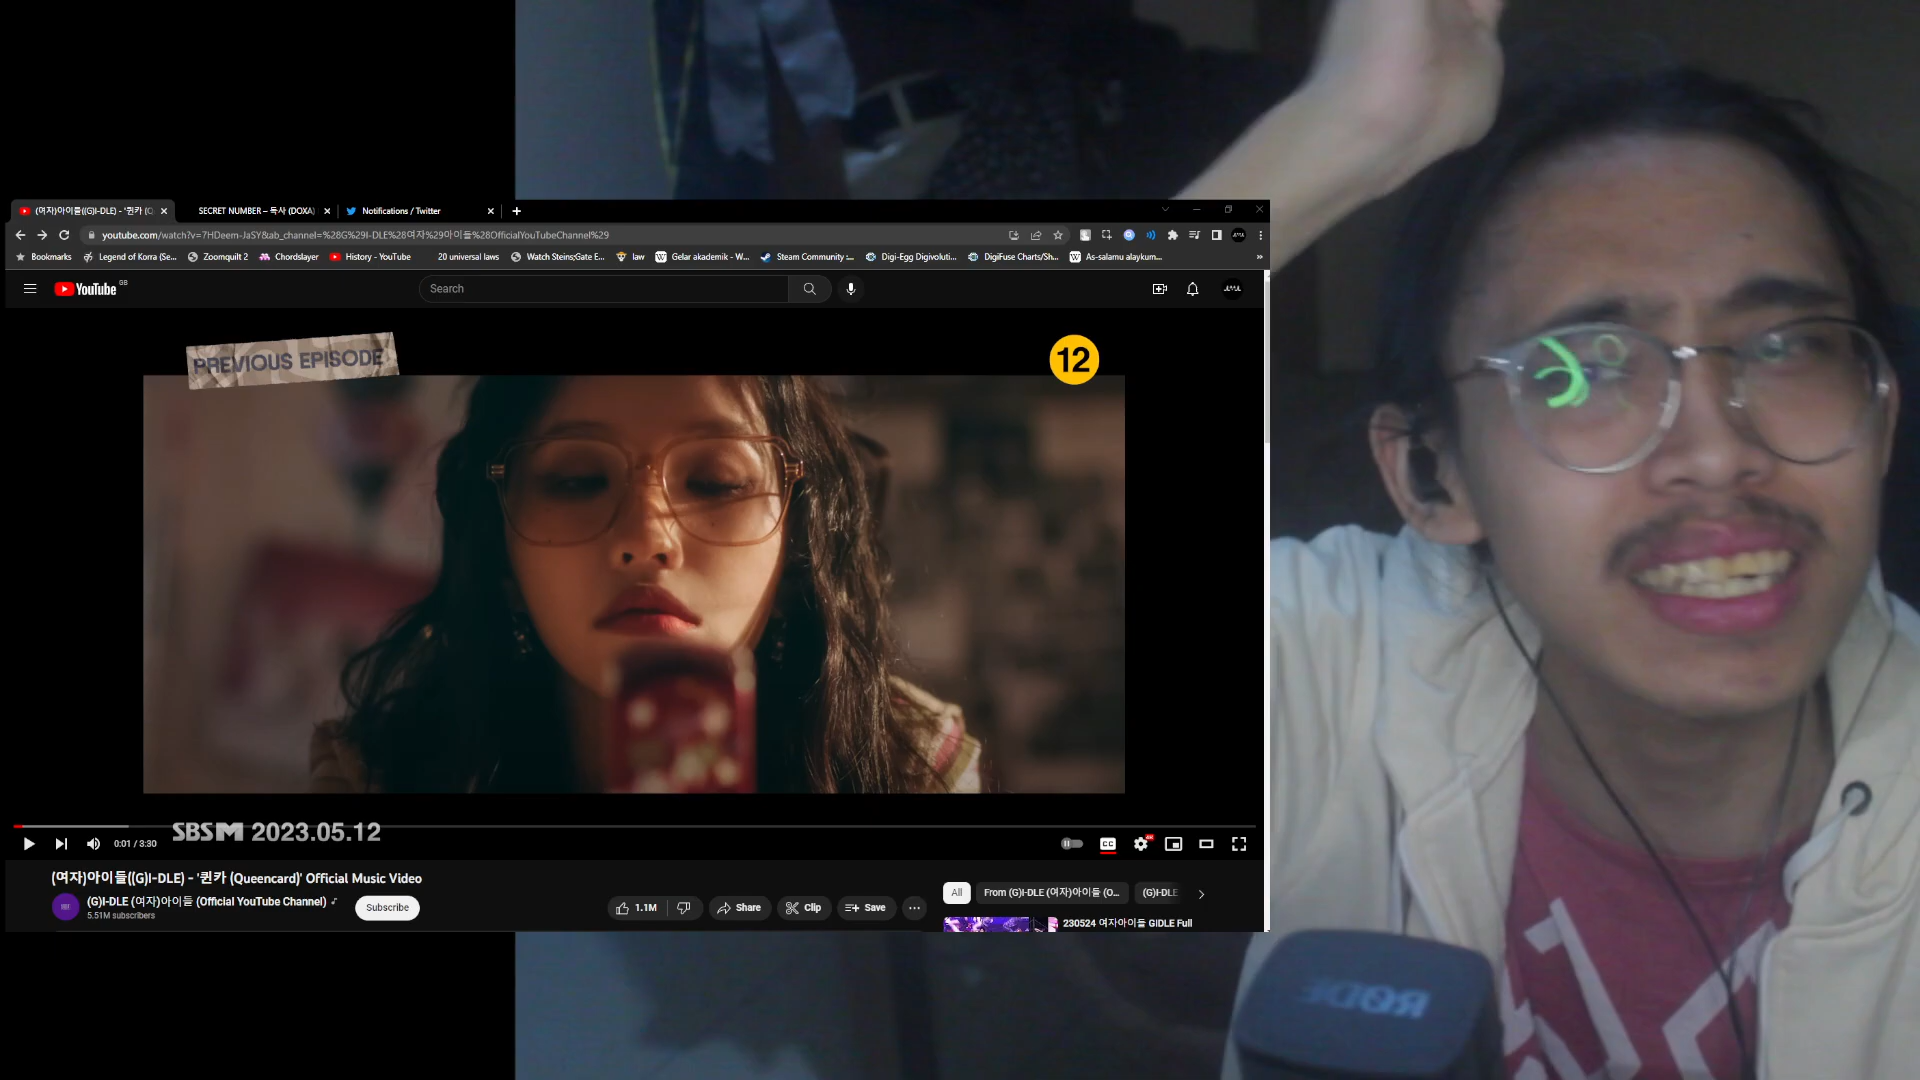 (여자)아이들((G)I-DLE) - '퀸카 (Q
SECRET NUMBER – 독사 (DOXA)
Notifications / Twitter
youtube.com/watch?v=7HDeem-JaSY&ab_channel=%28G%29I-DLE%28여자%29아이들%28OfficialYouTubeChannel%29
Bookmarks
Legend of Korra (Se...
Zoomquilt 2
Chordslayer
History - YouTube
20 universal laws
Watch Steins;Gate E...
law
Gelar akademik - W...
Steam Community :...
Digi-Egg Digivoluti...
DigiFuse Charts/Sh...
As-salamu alaykum...
YouTube GB
Search
PREVIOUS EPISODE
12
SBS M 2023.05.12
0:01 / 3:30
CC
(여자)아이들((G)I-DLE) - '퀸카 (Queencard)' Official Music Video
(G)I-DLE (여자)아이들 (Official YouTube Channel)
5.51M subscribers
Subscribe
1.1M
Share
Clip
Save
All
From (G)I-DLE (여자)아이들 (O...
(G)I-DLE
230524 여자아이들 GIDLE Full
RODE